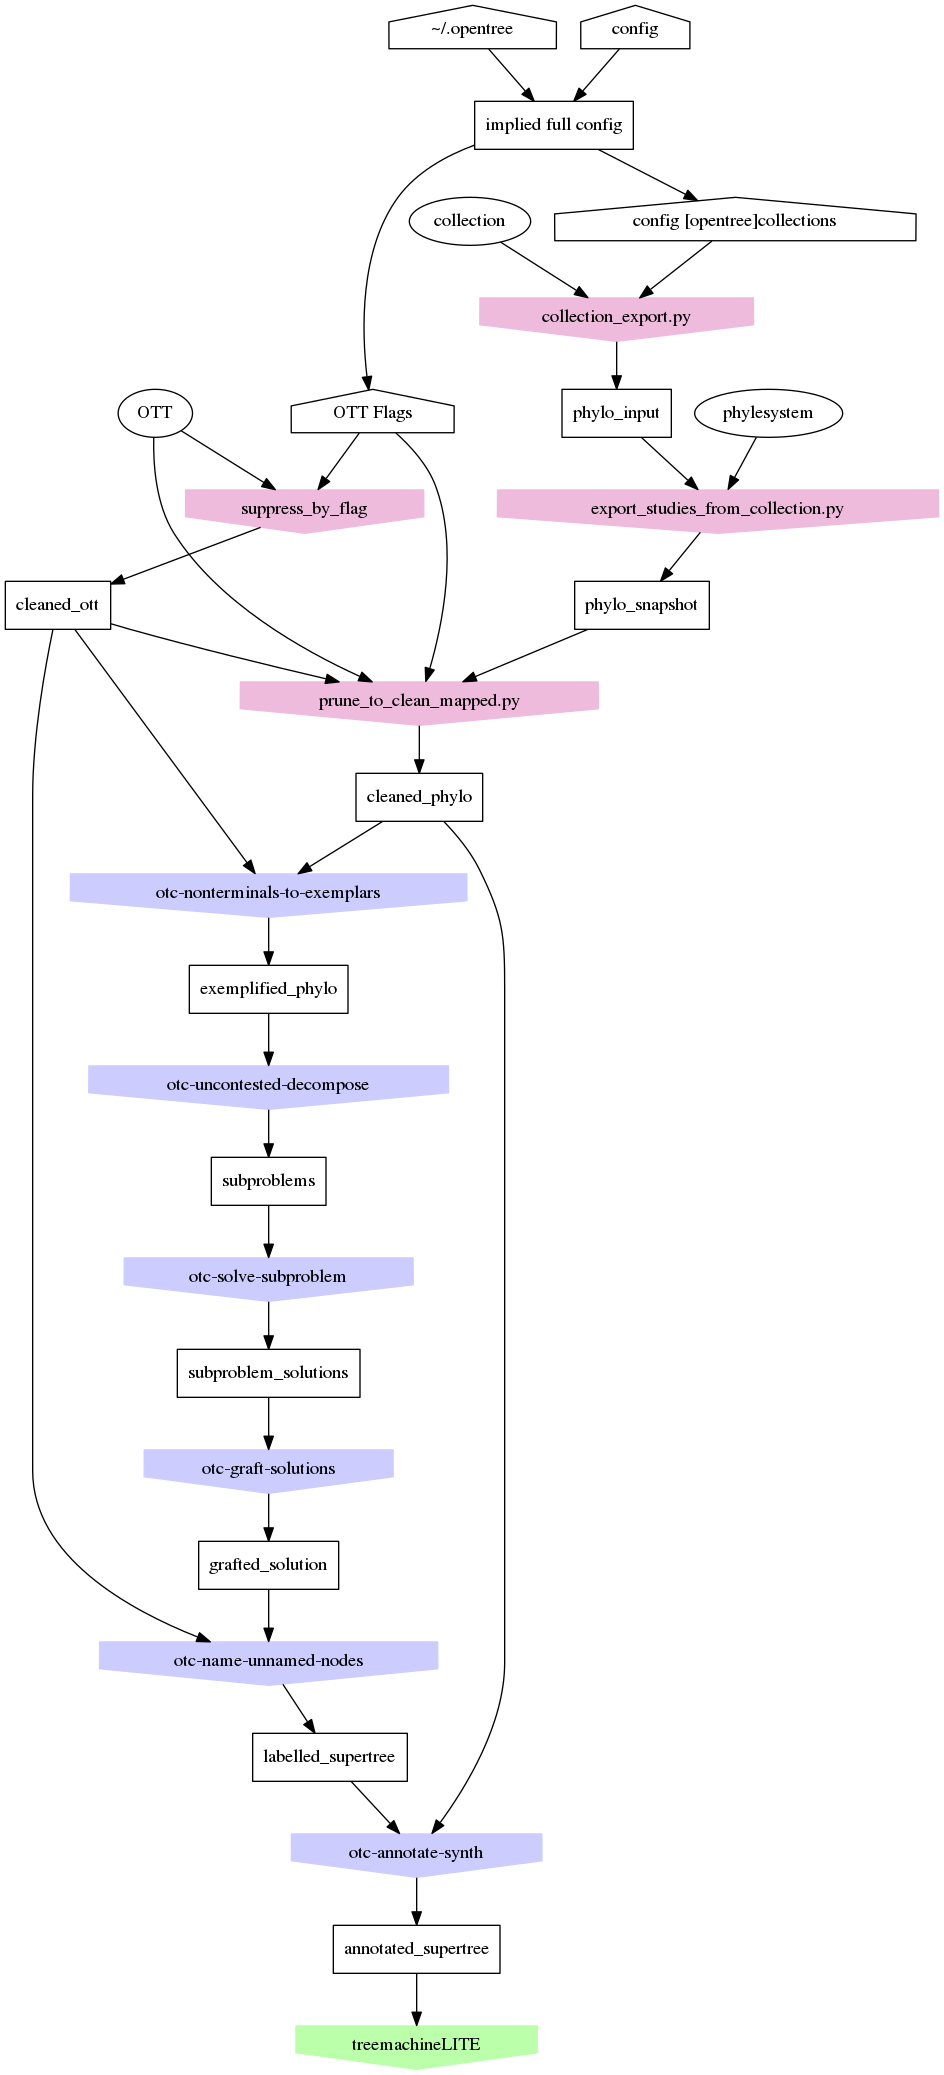 ~/.opentree
config
implied full config
collection
config [opentree]collections
collection_export.py
OTT
OTT Flags
phylo_input
phylesystem
suppress_by_flag
export_studies_from_collection.py
cleaned_ott
phylo_snapshot
prune_to_clean_mapped.py
cleaned_phylo
otc-nonterminals-to-exemplars
exemplified_phylo
otc-uncontested-decompose
subproblems
otc-solve-subproblem
subproblem_solutions
otc-graft-solutions
grafted_solution
otc-name-unnamed-nodes
labelled_supertree
otc-annotate-synth
annotated_supertree
treemachineLITE